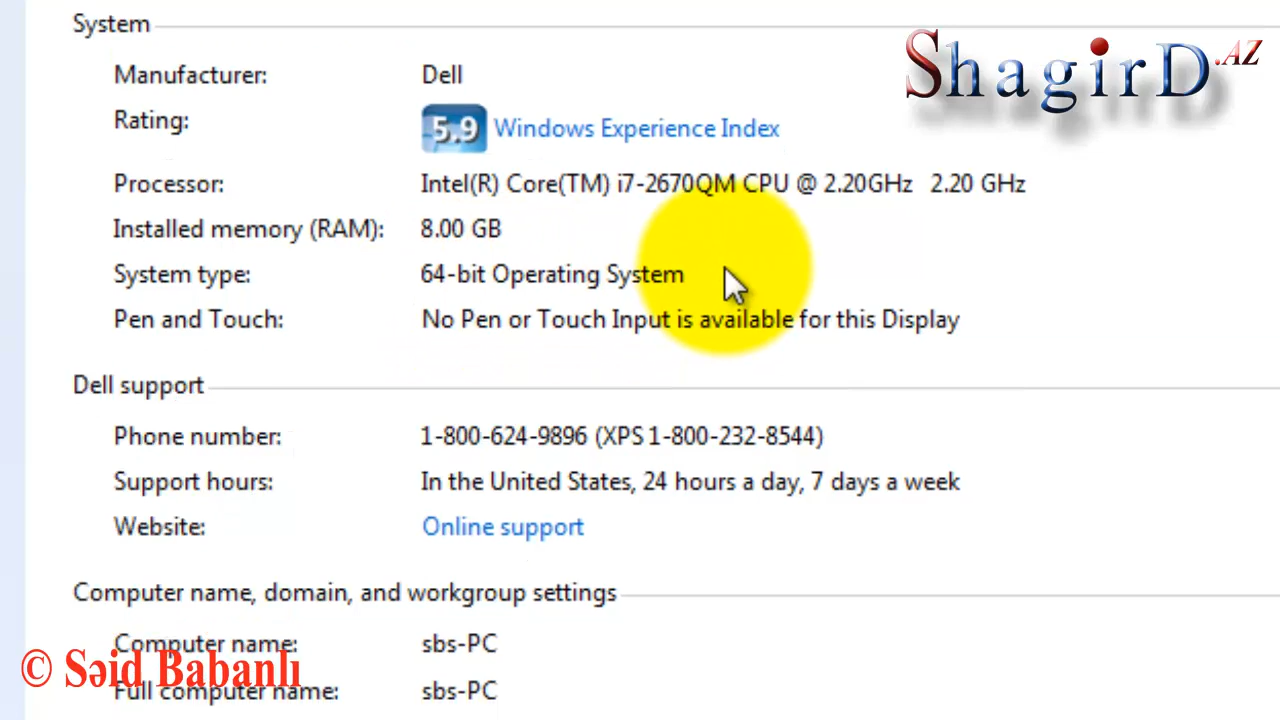 System
ShagirD.AZ
Manufacturer: Dell
Rating: 5.9 Windows Experience Index
Processor: Intel(R) Core(TM) i7-2670QM CPU @ 2.20GHz 2.20 GHz
Installed memory (RAM): 8.00 GB
System type: 64-bit Operating System
Pen and Touch: No Pen or Touch Input is available for this Display
Dell support
Phone number: 1-800-624-9896 (XPS 1-800-232-8544)
Support hours: In the United States, 24 hours a day, 7 days a week
Website: Online support
Computer name, domain, and workgroup settings
Computer name: sbs-PC
© Səid Babanlı
Full computer name: sbs-PC